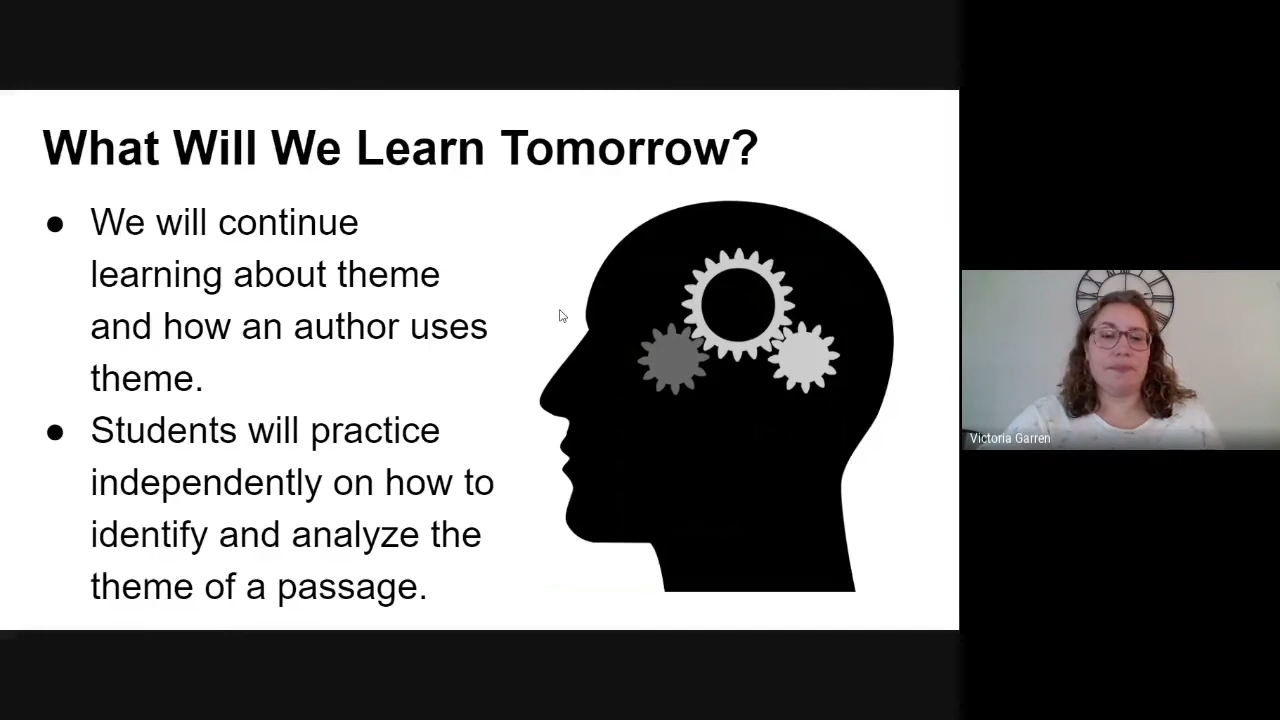 What Will We Learn Tomorrow?
● We will continue
learning about theme
and how an author uses
theme.
● Students will practice
independently on how to
identify and analyze the
theme of a passage.
Victoria Garren